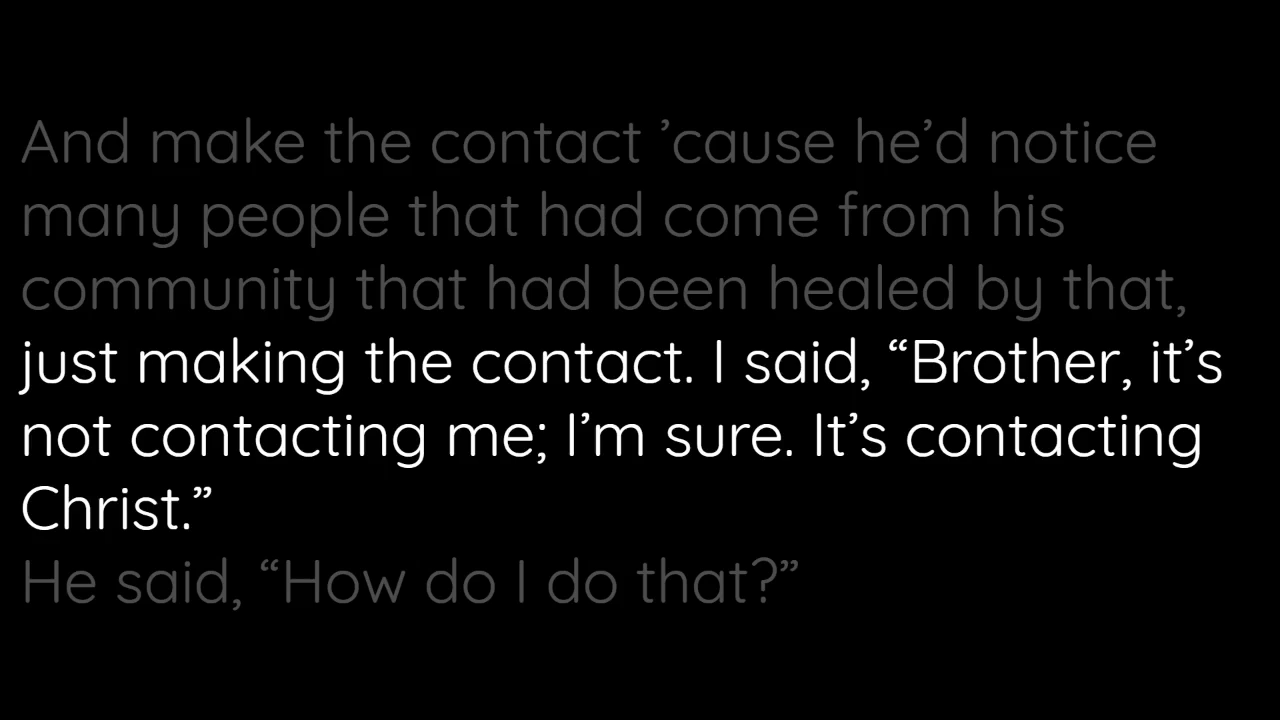 And make the contact ’cause he’d notice
many people that had come from his
community that had been healed by that,
just making the contact. I said, “Brother, it’s
not contacting me; I’m sure. It’s contacting
Christ.”
He said, “How do I do that?”